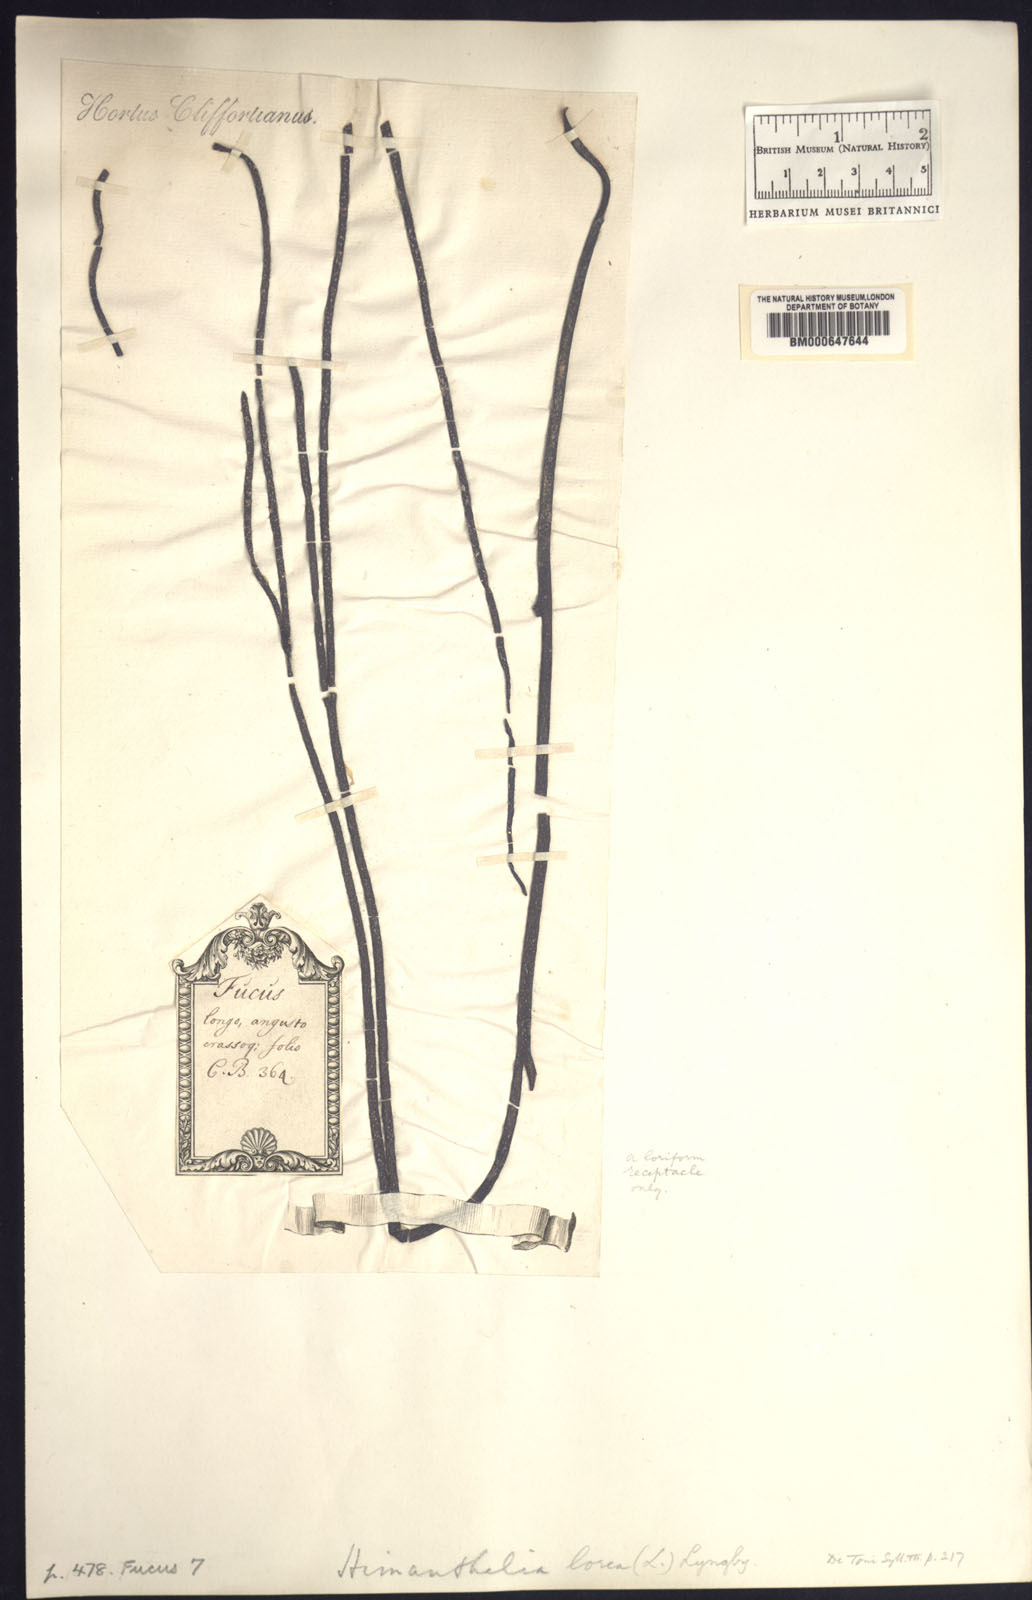 Hortus Cliffortianus.
1 2
BRITISH MUSEUM (NATURAL HISTORY)
1 2 3 4 5
HERBARIUM MUSEI BRITANNICI
THE NATURAL HISTORY MUSEUM, LONDON
DEPARTMENT OF BOTANY
BM000647644
Fucus
longo, angusto
crassoq; folio
C.B. 364.
a loriform
receptacle
only.
p. 478. Fucus 7
Himanthalia lorea (L.) Lyngby.
De Toni Syll. III. p. 217